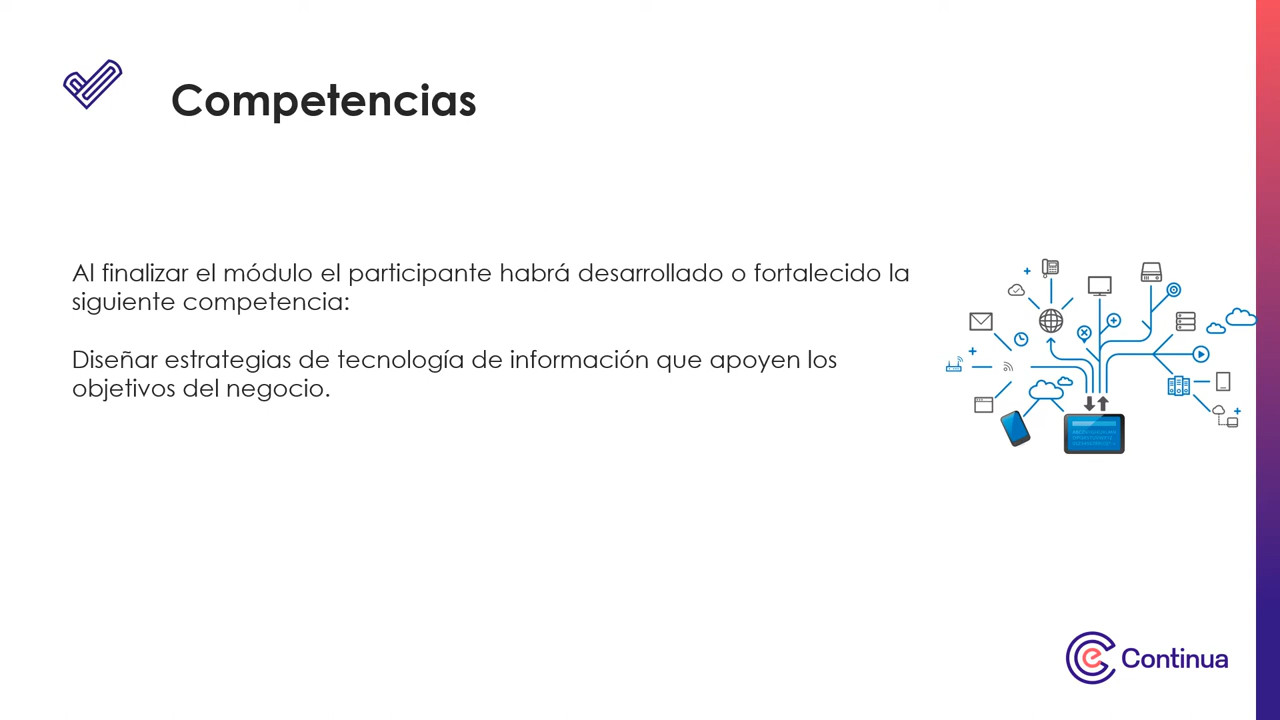 Competencias
Al finalizar el módulo el participante habrá desarrollado o fortalecido la
siguiente competencia:
Diseñar estrategias de tecnología de información que apoyen los
objetivos del negocio.
e Continua